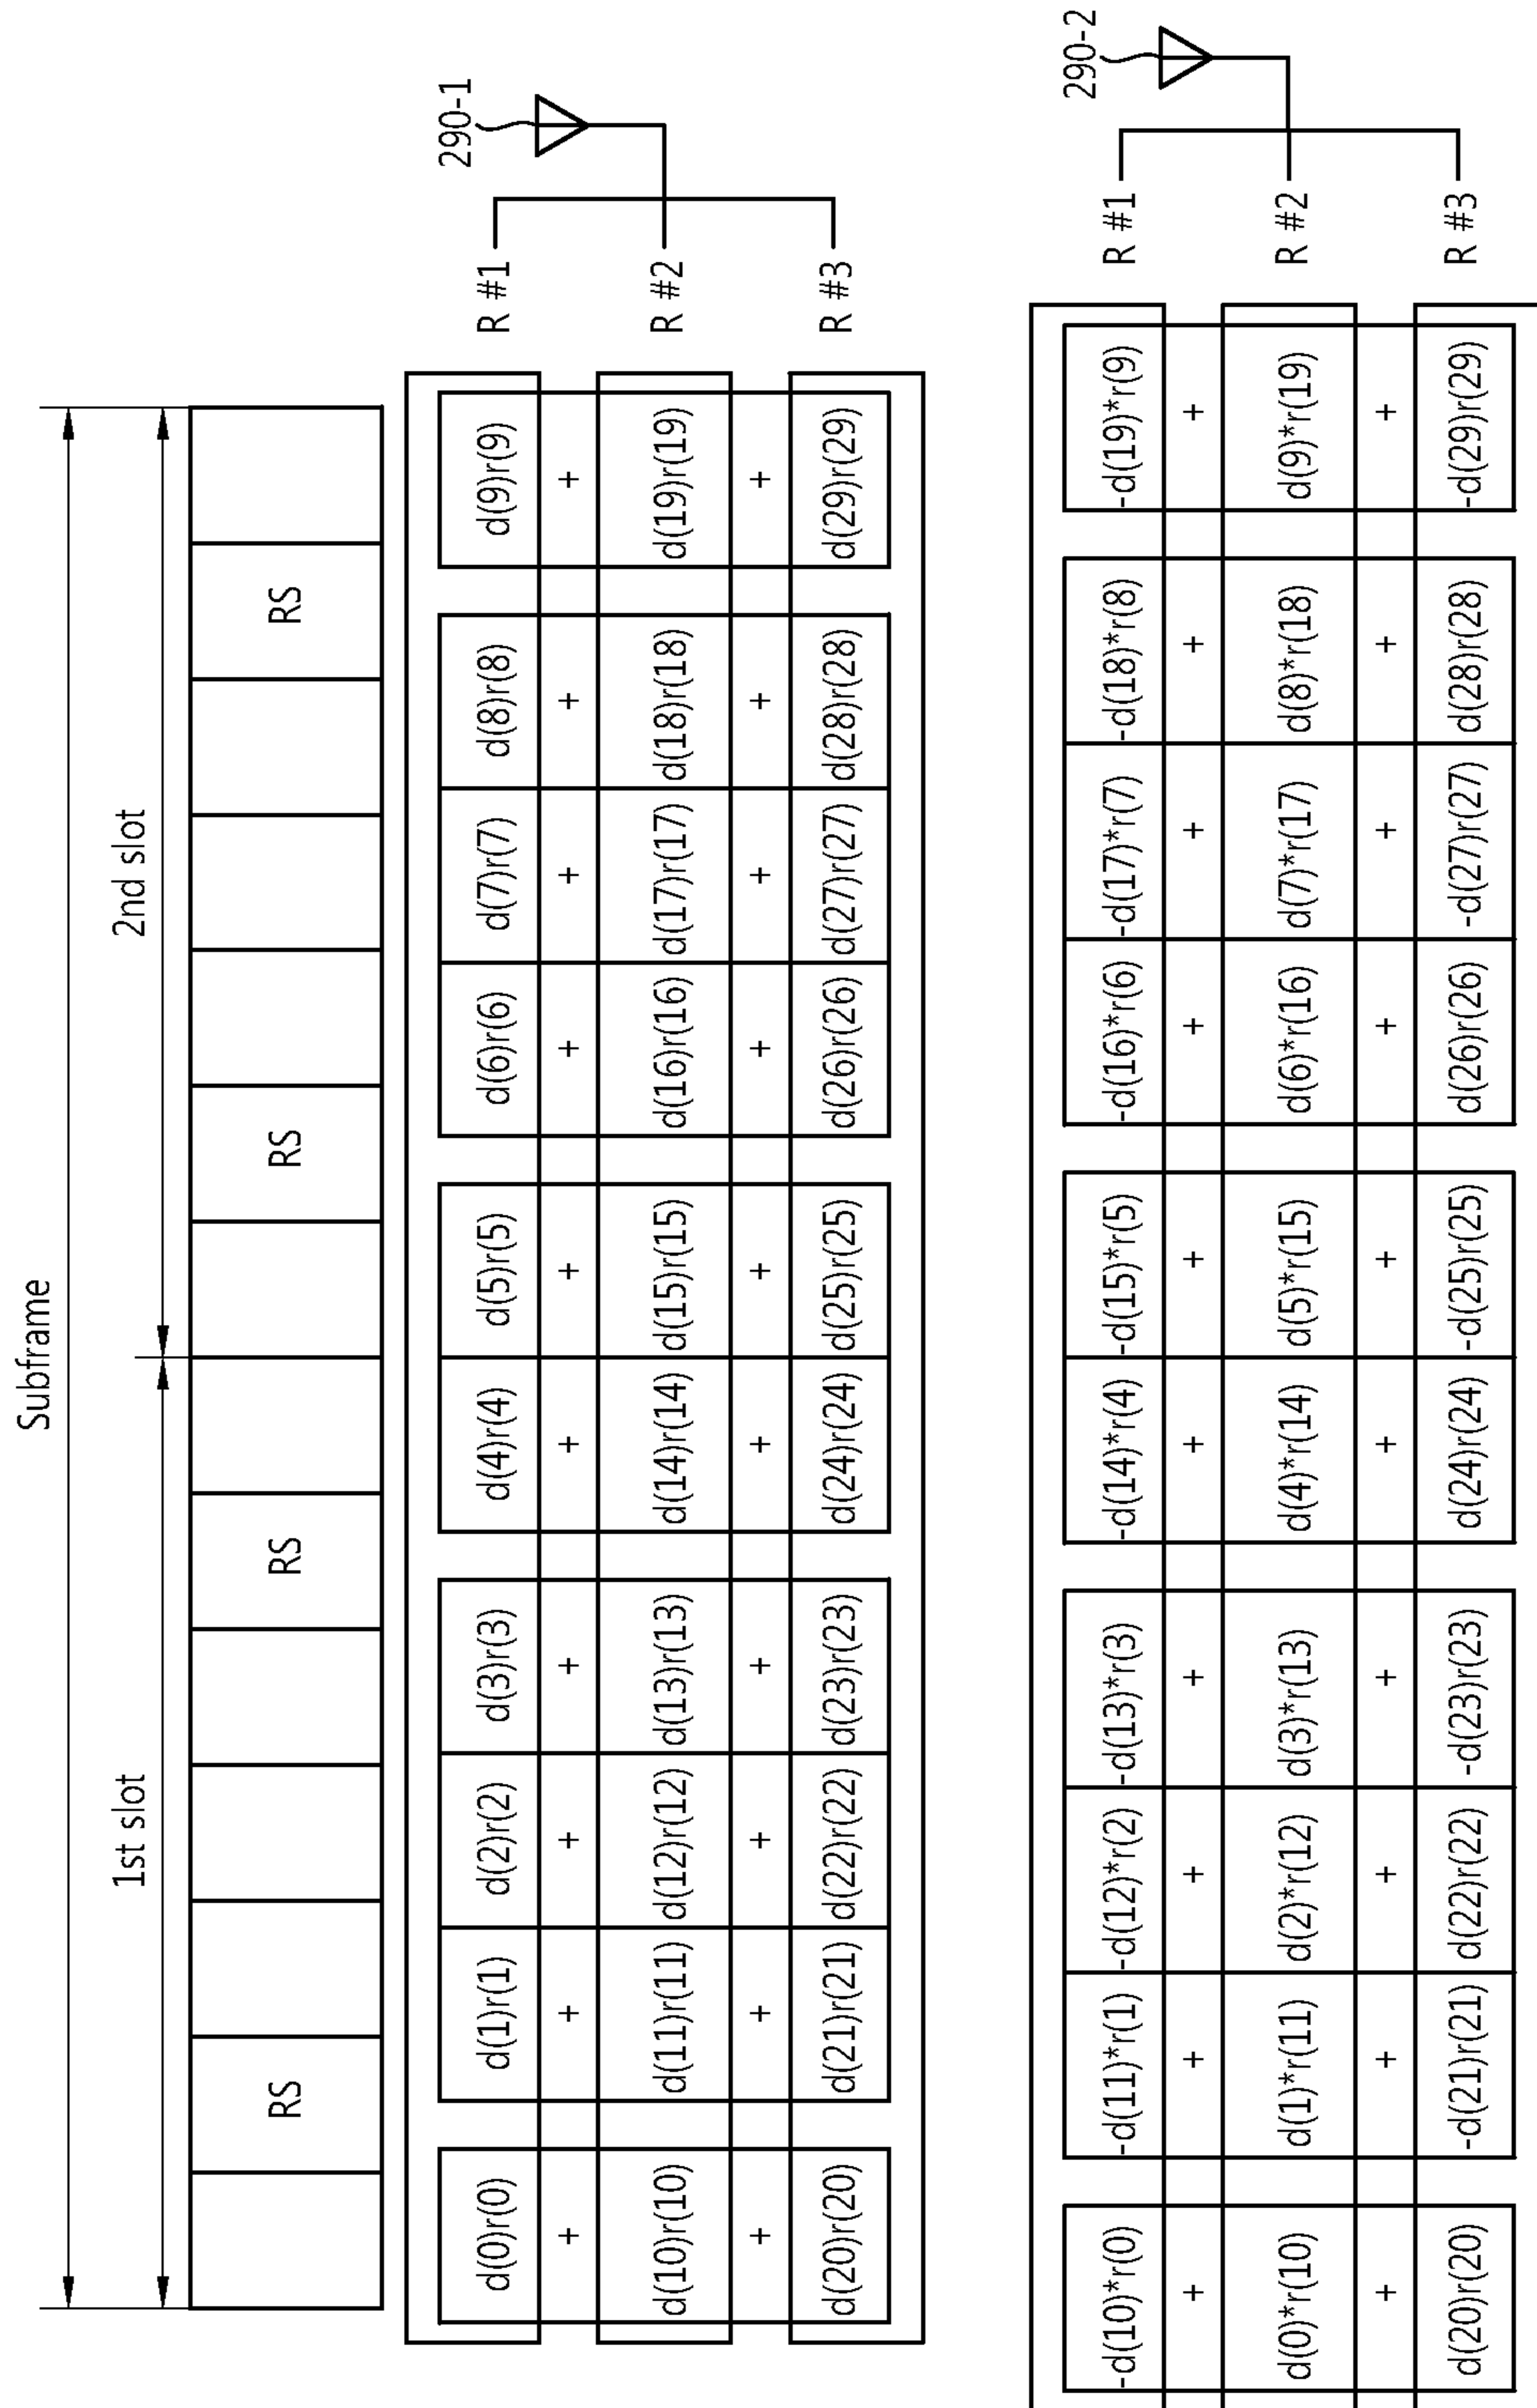 Subframe
1st slot
2nd slot
RS
RS
RS
RS
d(0)r(0) d(1)r(1) d(2)r(2) d(3)r(3) d(4)r(4) d(5)r(5) d(6)r(6) d(7)r(7) d(8)r(8) d(9)r(9) R #1
+ + + + + + + + + +
d(10)r(10) d(11)r(11) d(12)r(12) d(13)r(13) d(14)r(14) d(15)r(15) d(16)r(16) d(17)r(17) d(18)r(18) d(19)r(19) R #2
+ + + + + + + + + +
d(20)r(20) d(21)r(21) d(22)r(22) d(23)r(23) d(24)r(24) d(25)r(25) d(26)r(26) d(27)r(27) d(28)r(28) d(29)r(29) R #3
290-1
-d(10)*r(0) -d(11)*r(1) -d(12)*r(2) -d(13)*r(3) -d(14)*r(4) -d(15)*r(5) -d(16)*r(6) -d(17)*r(7) -d(18)*r(8) -d(19)*r(9) R #1
+ + + + + + + + + +
d(0)*r(10) d(1)*r(11) d(2)*r(12) d(3)*r(13) d(4)*r(14) d(5)*r(15) d(6)*r(16) d(7)*r(17) d(8)*r(18) d(9)*r(19) R #2
+ + + + + + + + + +
d(20)r(20) -d(21)r(21) d(22)r(22) -d(23)r(23) d(24)r(24) -d(25)r(25) d(26)r(26) -d(27)r(27) d(28)r(28) -d(29)r(29) R #3
290-2